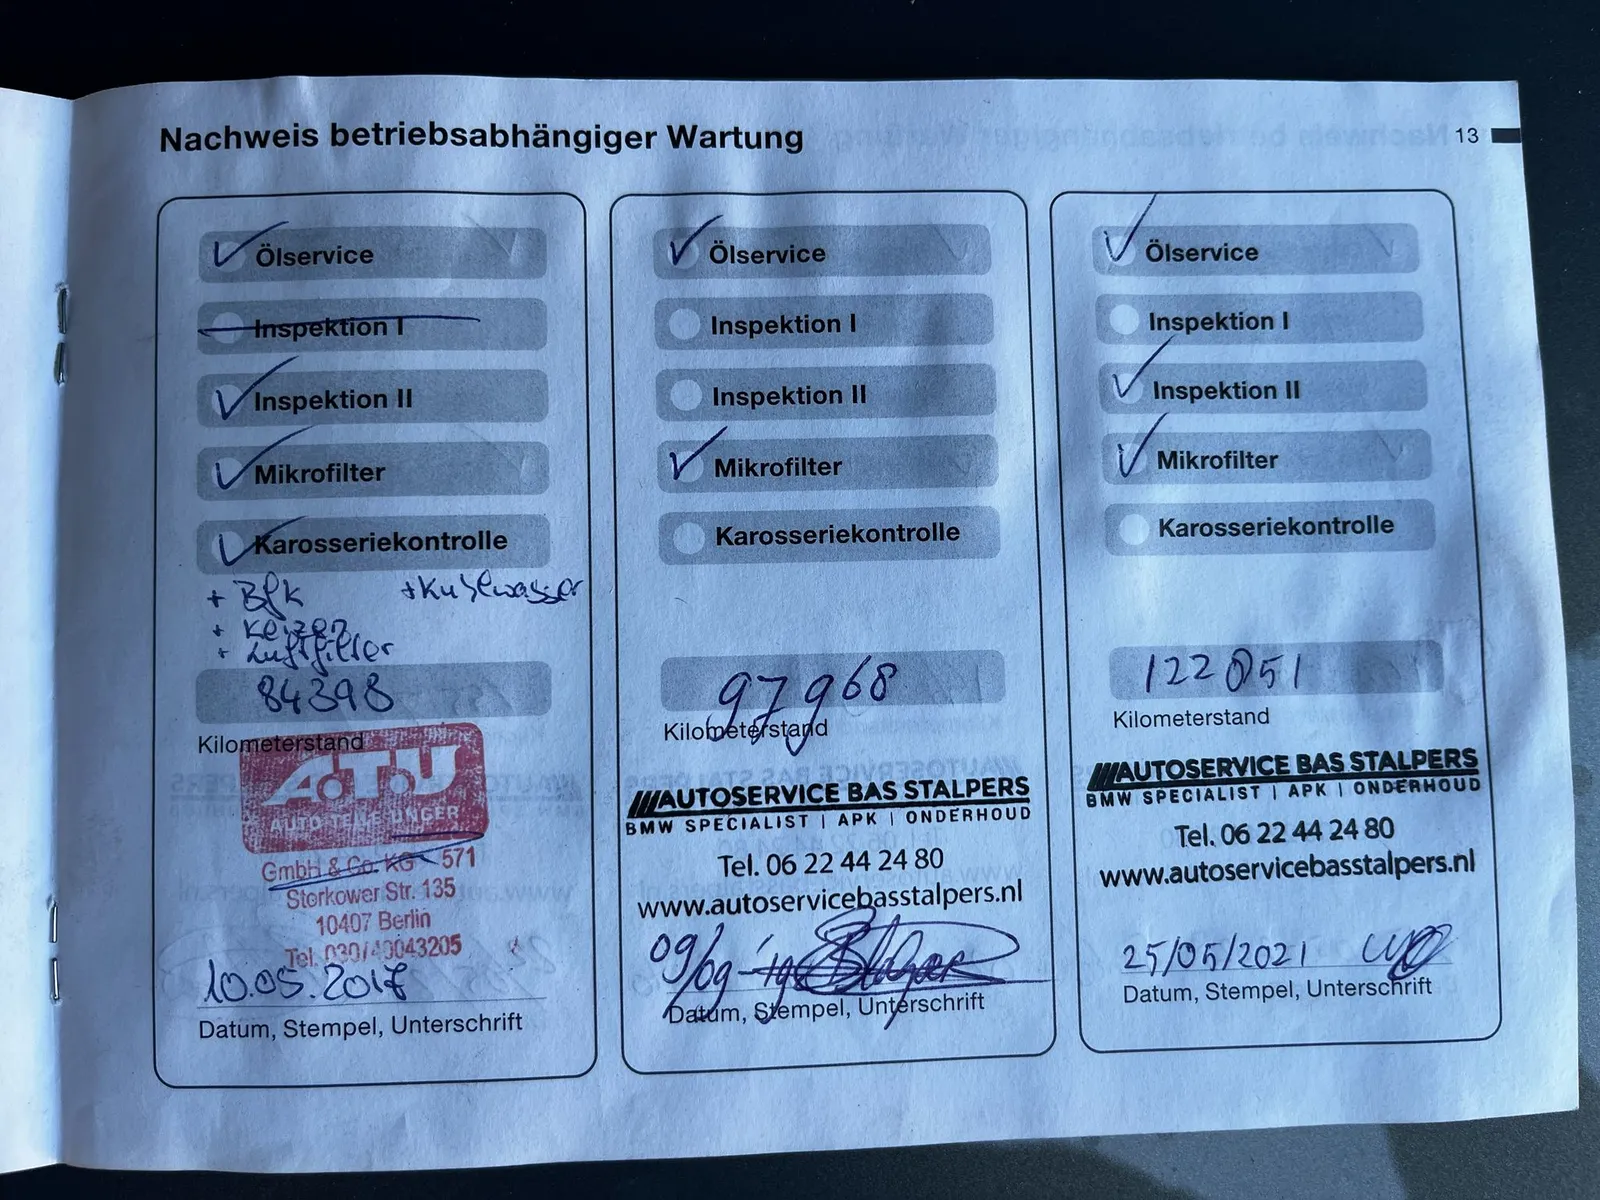 Nachweis betriebsabhängiger Wartung
13
Ölservice
Inspektion I
Inspektion II
Mikrofilter
Karosseriekontrolle
+ Bfk + Kühlwasser
+ Kerzen
+ Luftfilter
84398
Kilometerstand
A.T.U
AUTO-TEILE UNGER
GmbH & Co. KG 571
Storkower Str. 135
10407 Berlin
Tel. 030/40043205
10.05.2017
Datum, Stempel, Unterschrift
Ölservice
Inspektion I
Inspektion II
Mikrofilter
Karosseriekontrolle
97968
Kilometerstand
AUTOSERVICE BAS STALPERS
BMW SPECIALIST | APK | ONDERHOUD
Tel. 06 22 44 24 80
www.autoservicebasstalpers.nl
09/09-'19
Datum, Stempel, Unterschrift
Ölservice
Inspektion I
Inspektion II
Mikrofilter
Karosseriekontrolle
122051
Kilometerstand
AUTOSERVICE BAS STALPERS
BMW SPECIALIST | APK | ONDERHOUD
Tel. 06 22 44 24 80
www.autoservicebasstalpers.nl
25/05/2021
Datum, Stempel, Unterschrift